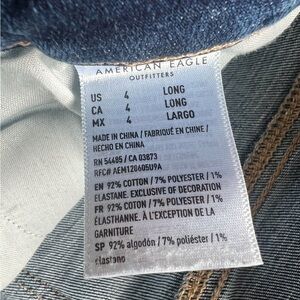 AMERICAN EAGLE
OUTFITTERS
US 4 LONG
CA 4 LONG
MX 4 LARGO
MADE IN CHINA / FABRIQUÉ EN CHINE /
HECHO EN CHINA
RN 54485 / CA 03873
RFC# AEM120605U9A
EN 92% COTTON / 7% POLYESTER / 1%
ELASTANE. EXCLUSIVE OF DECORATION
FR 92% COTON / 7% POLYESTER / 1%
ÉLASTHANNE. À L'EXCEPTION DE LA
GARNITURE
SP 92% algodón / 7% poliéster / 1%
elastano